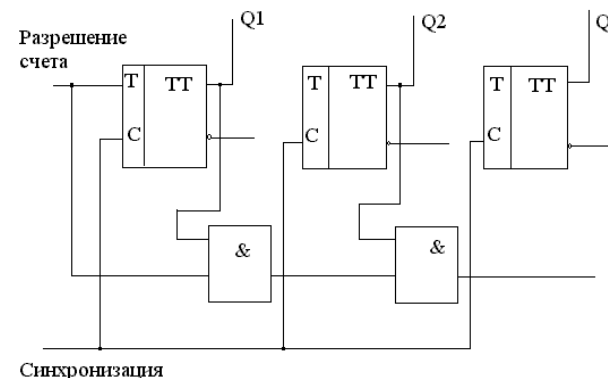 Q1
Q2
Q
Разрешение
счета
T TT
C
T TT
C
T TT
C
&
&
Синхронизация